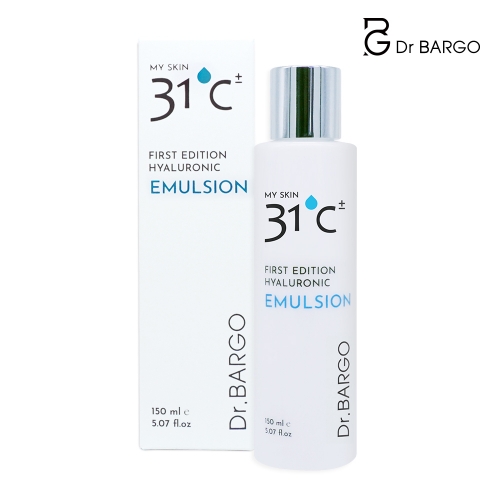 Dr BARGO
MY SKIN
31°C±
FIRST EDITION
HYALURONIC
EMULSION
Dr.BARGO
150 ml ℮
5.07 fl.oz
MY SKIN
31°C±
FIRST EDITION
HYALURONIC
EMULSION
Dr.BARGO
150 ml ℮
5.07 fl.oz